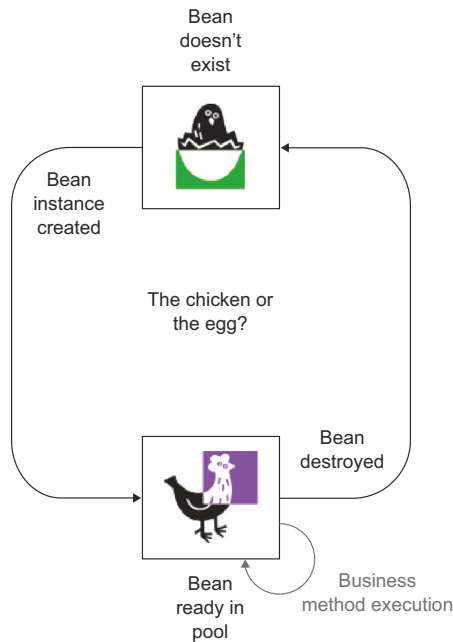 Bean
doesn't
exist
Bean
instance
created
The chicken or
the egg?
Bean
destroyed
Bean
ready in
pool
Business
method execution